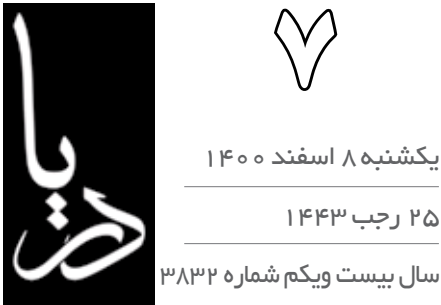 ۷
دریا
یکشنبه ۸ اسفند ۱۴۰۰
۲۵ رجب ۱۴۴۳
سال بیست ویکم شماره ۳۸۳۲